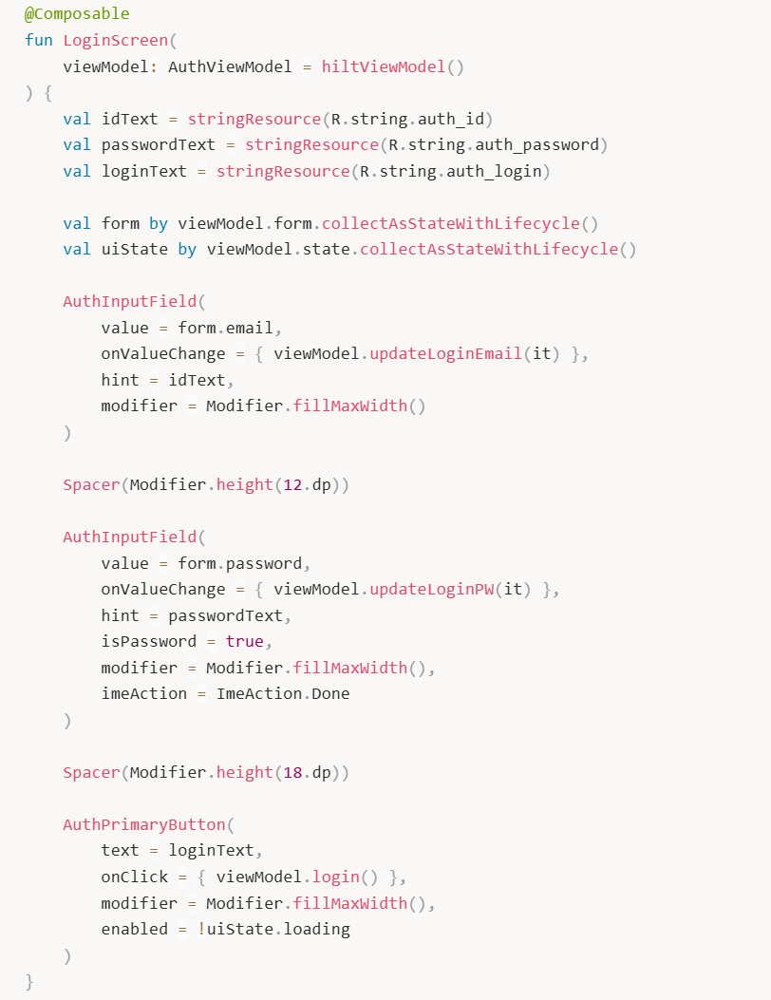 @Composable
fun LoginScreen(
    viewModel: AuthViewModel = hiltViewModel()
) {
    val idText = stringResource(R.string.auth_id)
    val passwordText = stringResource(R.string.auth_password)
    val loginText = stringResource(R.string.auth_login)

    val form by viewModel.form.collectAsStateWithLifecycle()
    val uiState by viewModel.state.collectAsStateWithLifecycle()

    AuthInputField(
        value = form.email,
        onValueChange = { viewModel.updateLoginEmail(it) },
        hint = idText,
        modifier = Modifier.fillMaxWidth()
    )

    Spacer(Modifier.height(12.dp))

    AuthInputField(
        value = form.password,
        onValueChange = { viewModel.updateLoginPW(it) },
        hint = passwordText,
        isPassword = true,
        modifier = Modifier.fillMaxWidth(),
        imeAction = ImeAction.Done
    )

    Spacer(Modifier.height(18.dp))

    AuthPrimaryButton(
        text = loginText,
        onClick = { viewModel.login() },
        modifier = Modifier.fillMaxWidth(),
        enabled = !uiState.loading
    )
}